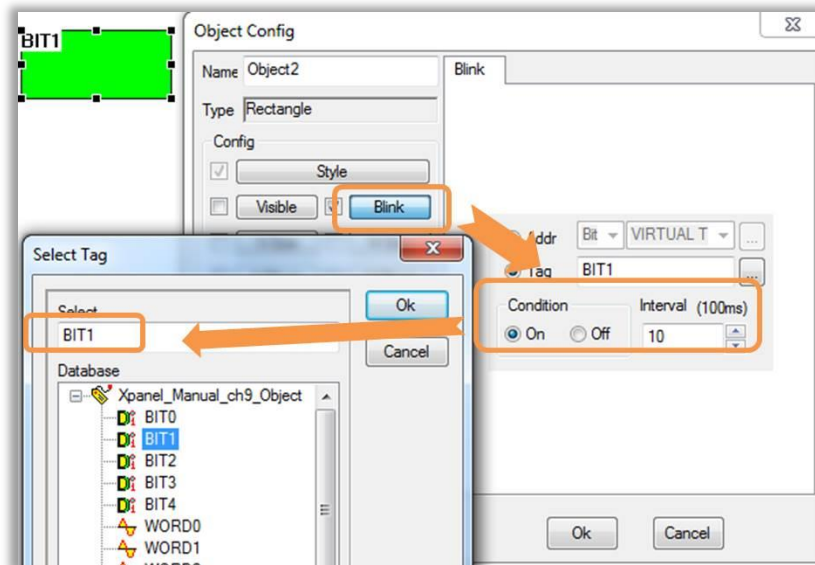 BIT1
Object Config
Name Object2
Type Rectangle
Config
Style
Visible
Blink
Blink
Addr Bit VIRTUAL T ...
Tag BIT1 ...
Condition
On Off
Interval (100ms)
10
Ok Cancel
Select Tag
Select
BIT1
Ok
Cancel
Database
Xpanel_Manual_ch9_Object
BIT0
BIT1
BIT2
BIT3
BIT4
WORD0
WORD1